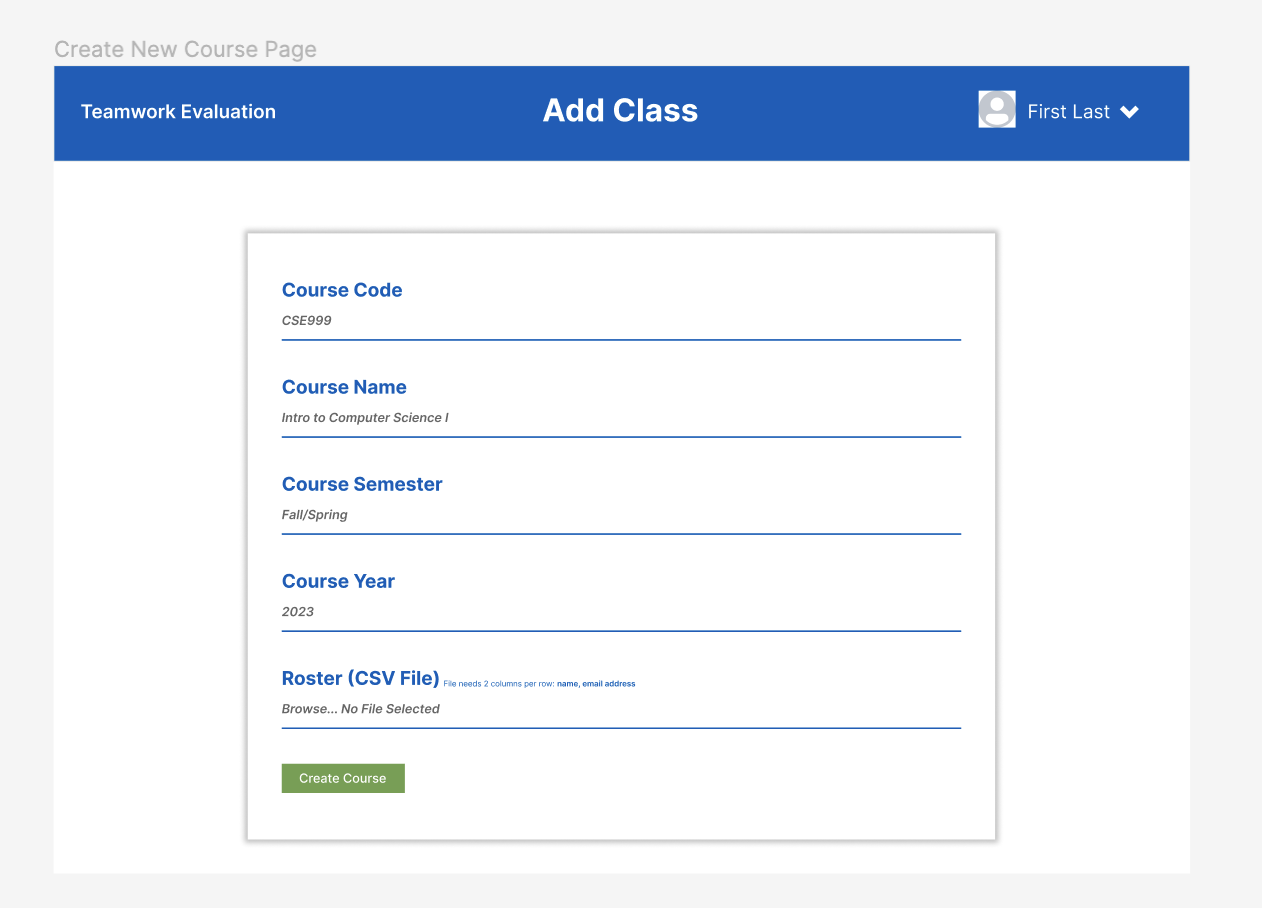 Create New Course Page
Teamwork Evaluation
Add Class
First Last
Course Code
CSE999
Course Name
Intro to Computer Science I
Course Semester
Fall/Spring
Course Year
2023
Roster (CSV File) File needs 2 columns per row: name, email address
Browse... No File Selected
Create Course